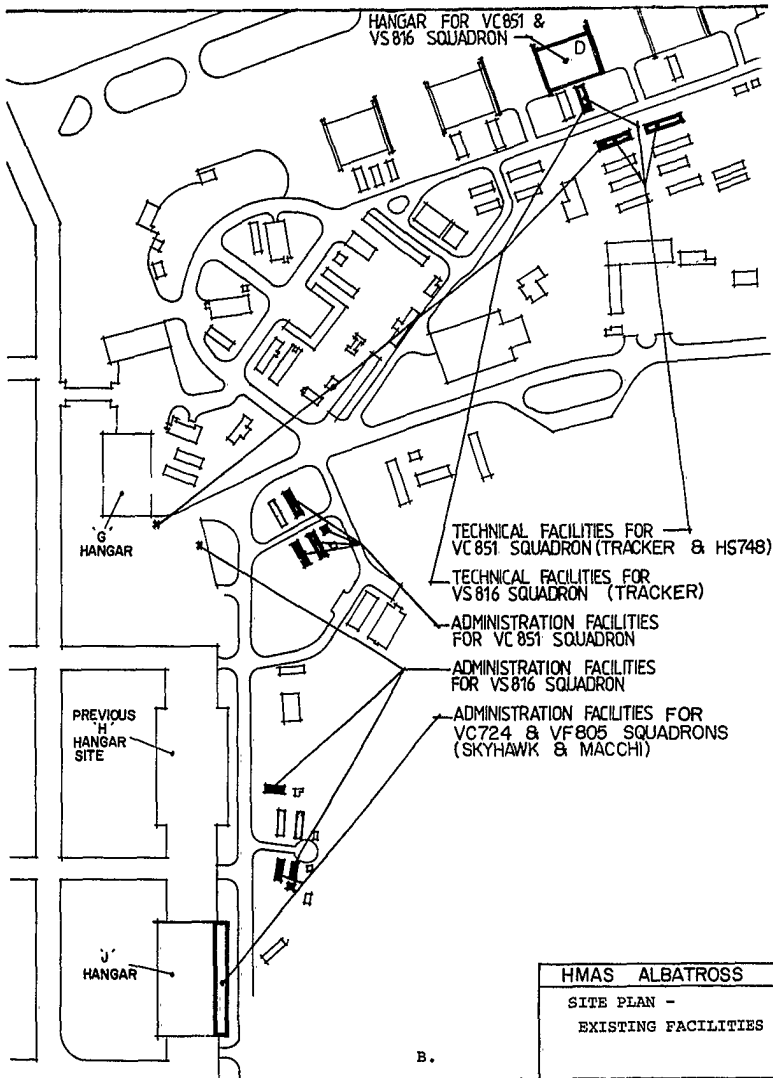 HANGAR FOR VC851 &
VS816 SQUADRON
D
'G'
HANGAR
TECHNICAL FACILITIES FOR
VC851 SQUADRON (TRACKER & HS748)
TECHNICAL FACILITIES FOR
VS816 SQUADRON (TRACKER)
ADMINISTRATION FACILITIES
FOR VC851 SQUADRON
ADMINISTRATION FACILITIES
FOR VS816 SQUADRON
ADMINISTRATION FACILITIES FOR
VC724 & VF805 SQUADRONS
(SKYHAWK & MACCHI)
PREVIOUS
'H'
HANGAR
SITE
'J'
HANGAR
HMAS ALBATROSS
SITE PLAN -
EXISTING FACILITIES
B.